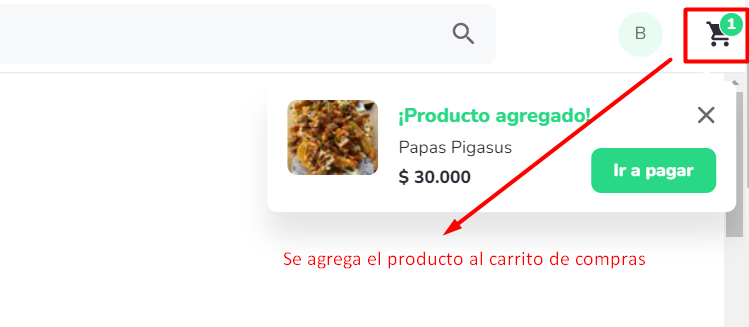 B
1
¡Producto agregado!
Papas Pigasus
$ 30.000
Ir a pagar
Se agrega el producto al carrito de compras